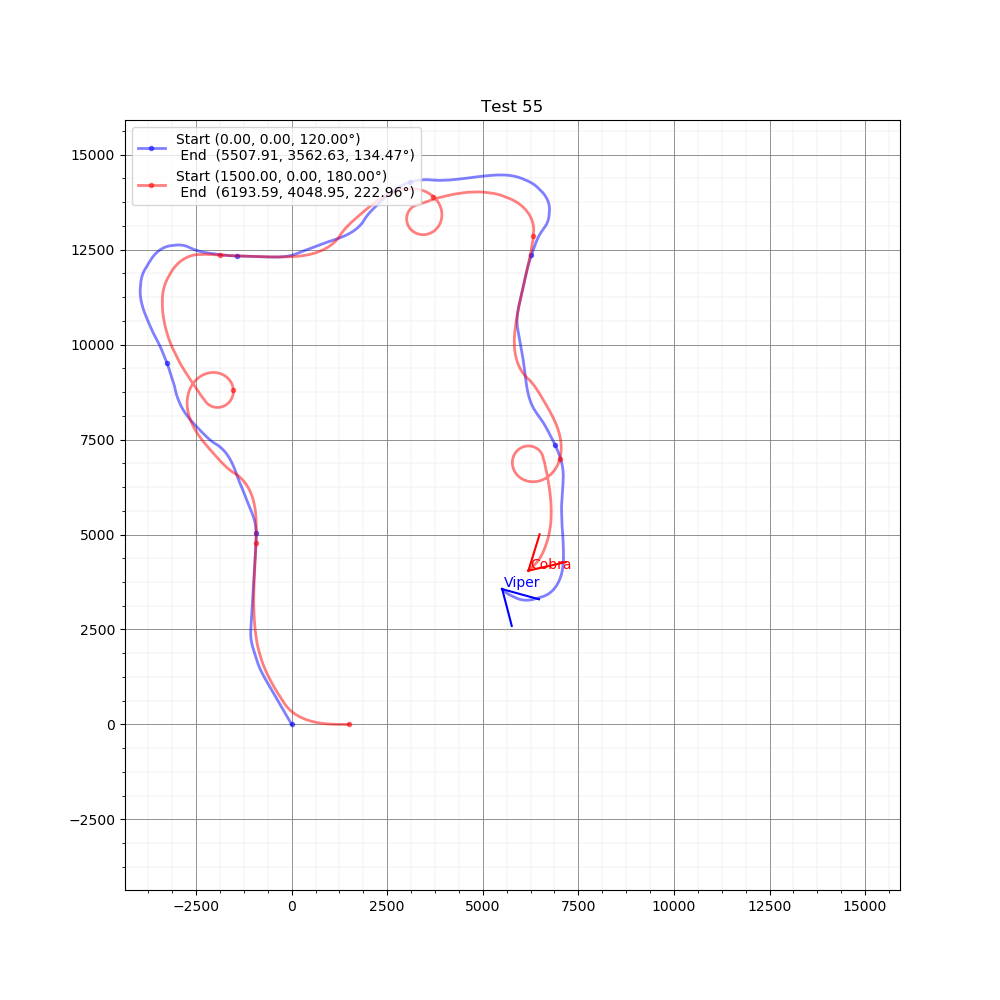 Test 55
Start (0.00, 0.00, 120.00°)
End (5507.91, 3562.63, 134.47°)
Start (1500.00, 0.00, 180.00°)
End (6193.59, 4048.95, 222.96°)
15000
12500
10000
7500
5000
2500
0
−2500
Cobra
Viper
−2500 0 2500 5000 7500 10000 12500 15000